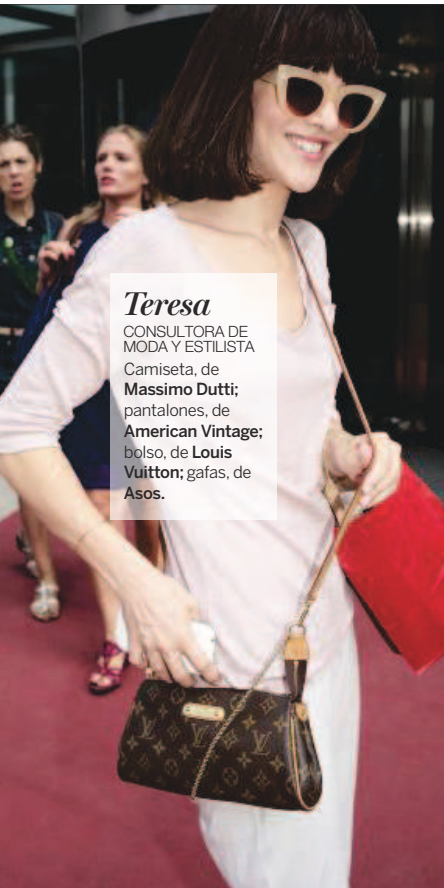 Teresa
CONSULTORA DE
MODA Y ESTILISTA
Camiseta, de
Massimo Dutti;
pantalones, de
American Vintage;
bolso, de Louis
Vuitton; gafas, de
Asos.